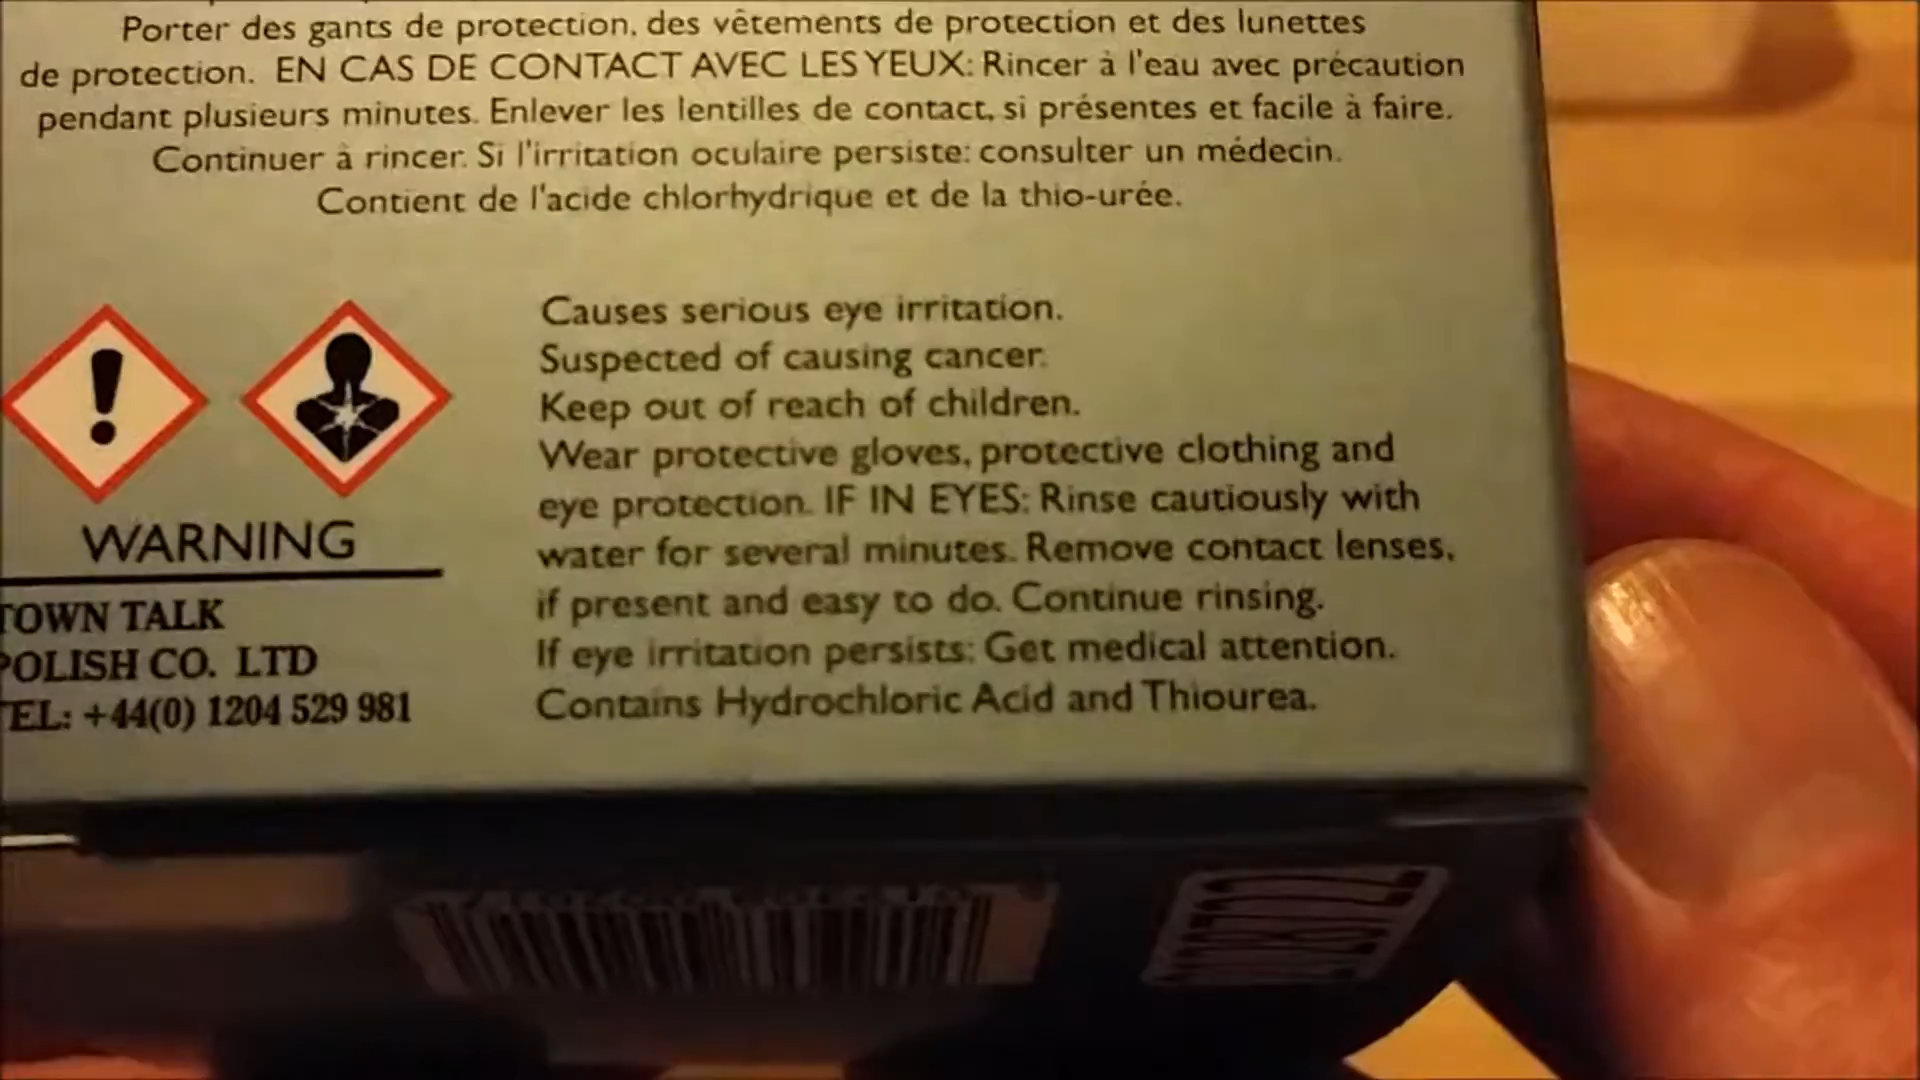 Porter des gants de protection, des vêtements de protection et des lunettes
de protection. EN CAS DE CONTACT AVEC LES YEUX: Rincer à l'eau avec précaution
pendant plusieurs minutes. Enlever les lentilles de contact, si présentes et facile à faire.
Continuer à rincer. Si l'irritation oculaire persiste: consulter un médecin.
Contient de l'acide chlorhydrique et de la thio-urée.
Causes serious eye irritation.
Suspected of causing cancer.
Keep out of reach of children.
Wear protective gloves, protective clothing and
eye protection. IF IN EYES: Rinse cautiously with
water for several minutes. Remove contact lenses,
if present and easy to do. Continue rinsing.
If eye irritation persists: Get medical attention.
Contains Hydrochloric Acid and Thiourea.
WARNING
TOWN TALK
POLISH CO. LTD
TEL: +44(0) 1204 529 981